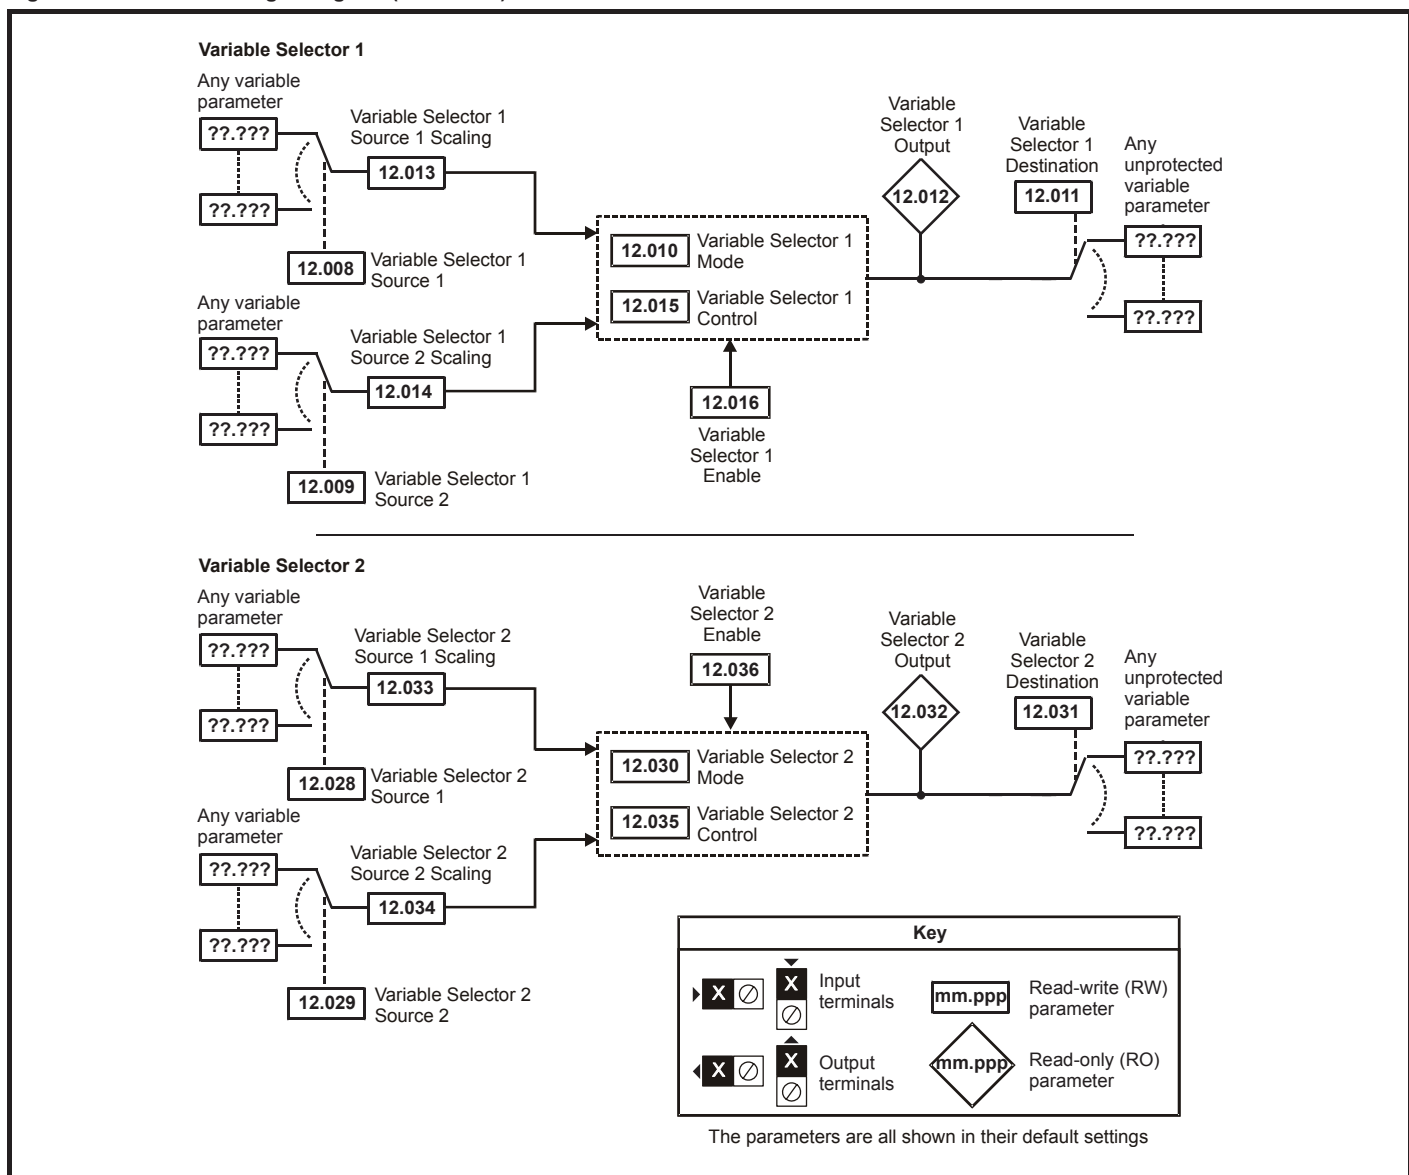 Variable Selector 1
Any variable
parameter
??.???
??.???
Variable Selector 1
Source 1 Scaling
12.013
12.008
Variable Selector 1
Source 1
Any variable
parameter
??.???
??.???
Variable Selector 1
Source 2 Scaling
12.014
12.009
Variable Selector 1
Source 2
12.010
Variable Selector 1
Mode
12.015
Variable Selector 1
Control
12.016
Variable
Selector 1
Enable
Variable
Selector 1
Output
12.012
Variable
Selector 1
Destination
12.011
Any
unprotected
variable
parameter
??.???
??.???
Variable Selector 2
Any variable
parameter
??.???
??.???
Variable Selector 2
Source 1 Scaling
12.033
12.028
Variable Selector 2
Source 1
Any variable
parameter
??.???
??.???
Variable Selector 2
Source 2 Scaling
12.034
12.029
Variable Selector 2
Source 2
Variable
Selector 2
Enable
12.036
12.030
Variable Selector 2
Mode
12.035
Variable Selector 2
Control
Variable
Selector 2
Output
12.032
Variable
Selector 2
Destination
12.031
Any
unprotected
variable
parameter
??.???
??.???
Key
X
X
Input
terminals
mm.ppp
Read-write (RW)
parameter
X
X
Output
terminals
mm.ppp
Read-only (RO)
parameter
The parameters are all shown in their default settings